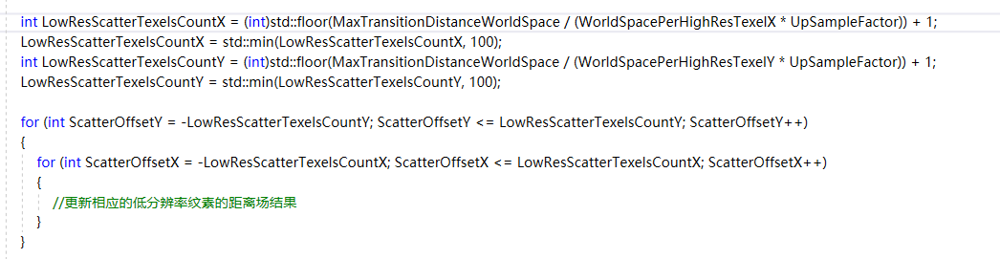 int LowResScatterTexelsCountX = (int)std::floor(MaxTransitionDistanceWorldSpace / (WorldSpacePerHighResTexelX * UpSampleFactor)) + 1;
LowResScatterTexelsCountX = std::min(LowResScatterTexelsCountX, 100);
int LowResScatterTexelsCountY = (int)std::floor(MaxTransitionDistanceWorldSpace / (WorldSpacePerHighResTexelY * UpSampleFactor)) + 1;
LowResScatterTexelsCountY = std::min(LowResScatterTexelsCountY, 100);
for (int ScatterOffsetY = -LowResScatterTexelsCountY; ScatterOffsetY <= LowResScatterTexelsCountY; ScatterOffsetY++)
{
for (int ScatterOffsetX = -LowResScatterTexelsCountX; ScatterOffsetX <= LowResScatterTexelsCountX; ScatterOffsetX++)
{
//更新相应的低分辨率纹素的距离场结果
}
}